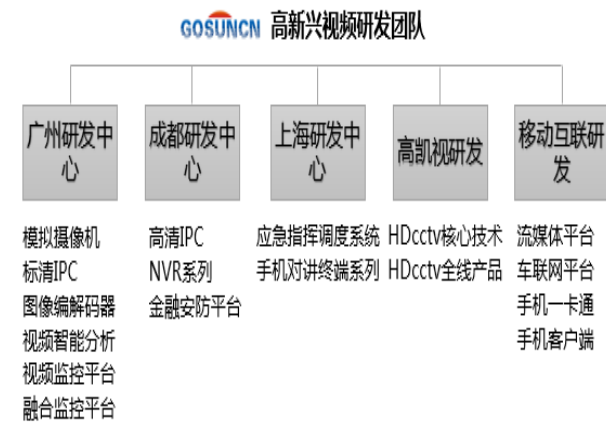 GOSUNCN 高新兴视频研发团队
广州研发中
心
成都研发中
心
上海研发中
心
高凯视研发
移动互联研
发
模拟摄像机
标清IPC
图像编解码器
视频智能分析
视频监控平台
融合监控平台
高清IPC
NVR系列
金融安防平台
应急指挥调度系统
手机对讲终端系列
HDcctv核心技术
HDcctv全线产品
流媒体平台
车联网平台
手机一卡通
手机客户端